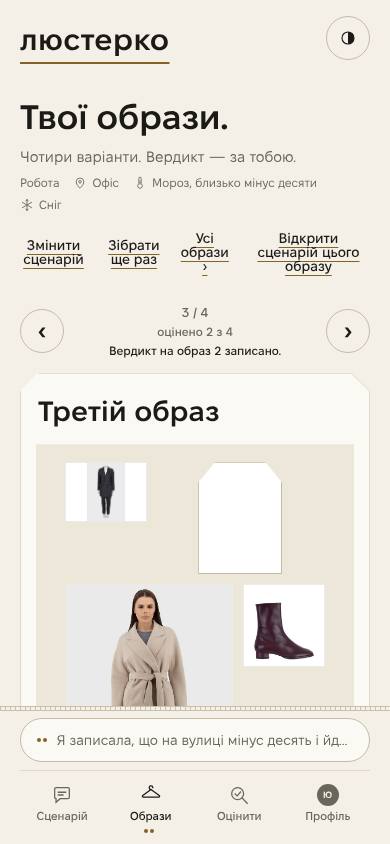 люстерко
Твої образи.
Чотири варіанти. Вердикт — за тобою.
Робота Офіс Мороз, близько мінус десяти
Сніг
Змінити
сценарій
Зібрати
ще раз
Усі
образи
›
Відкрити
сценарій цього
образу
‹
3 / 4
оцінено 2 з 4
Вердикт на образ 2 записано.
›
Третій образ
Я записала, що на вулиці мінус десять і йд...
Сценарій
Образи
Оцінити
Ю
Профіль